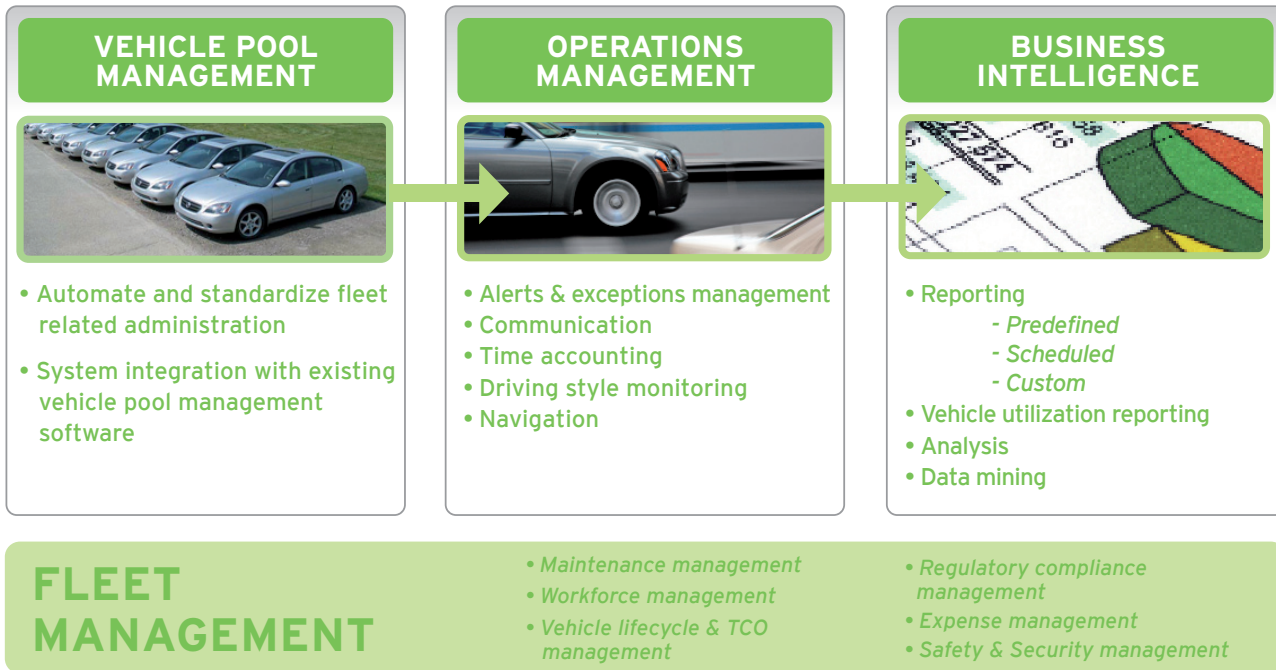 VEHICLE POOL
MANAGEMENT
• Automate and standardize fleet
related administration
• System integration with existing
vehicle pool management
software
OPERATIONS
MANAGEMENT
• Alerts & exceptions management
• Communication
• Time accounting
• Driving style monitoring
• Navigation
BUSINESS
INTELLIGENCE
227,574
816
• Reporting
- Predefined
- Scheduled
- Custom
• Vehicle utilization reporting
• Analysis
• Data mining
FLEET
MANAGEMENT
• Maintenance management
• Workforce management
• Vehicle lifecycle & TCO
management
• Regulatory compliance
management
• Expense management
• Safety & Security management